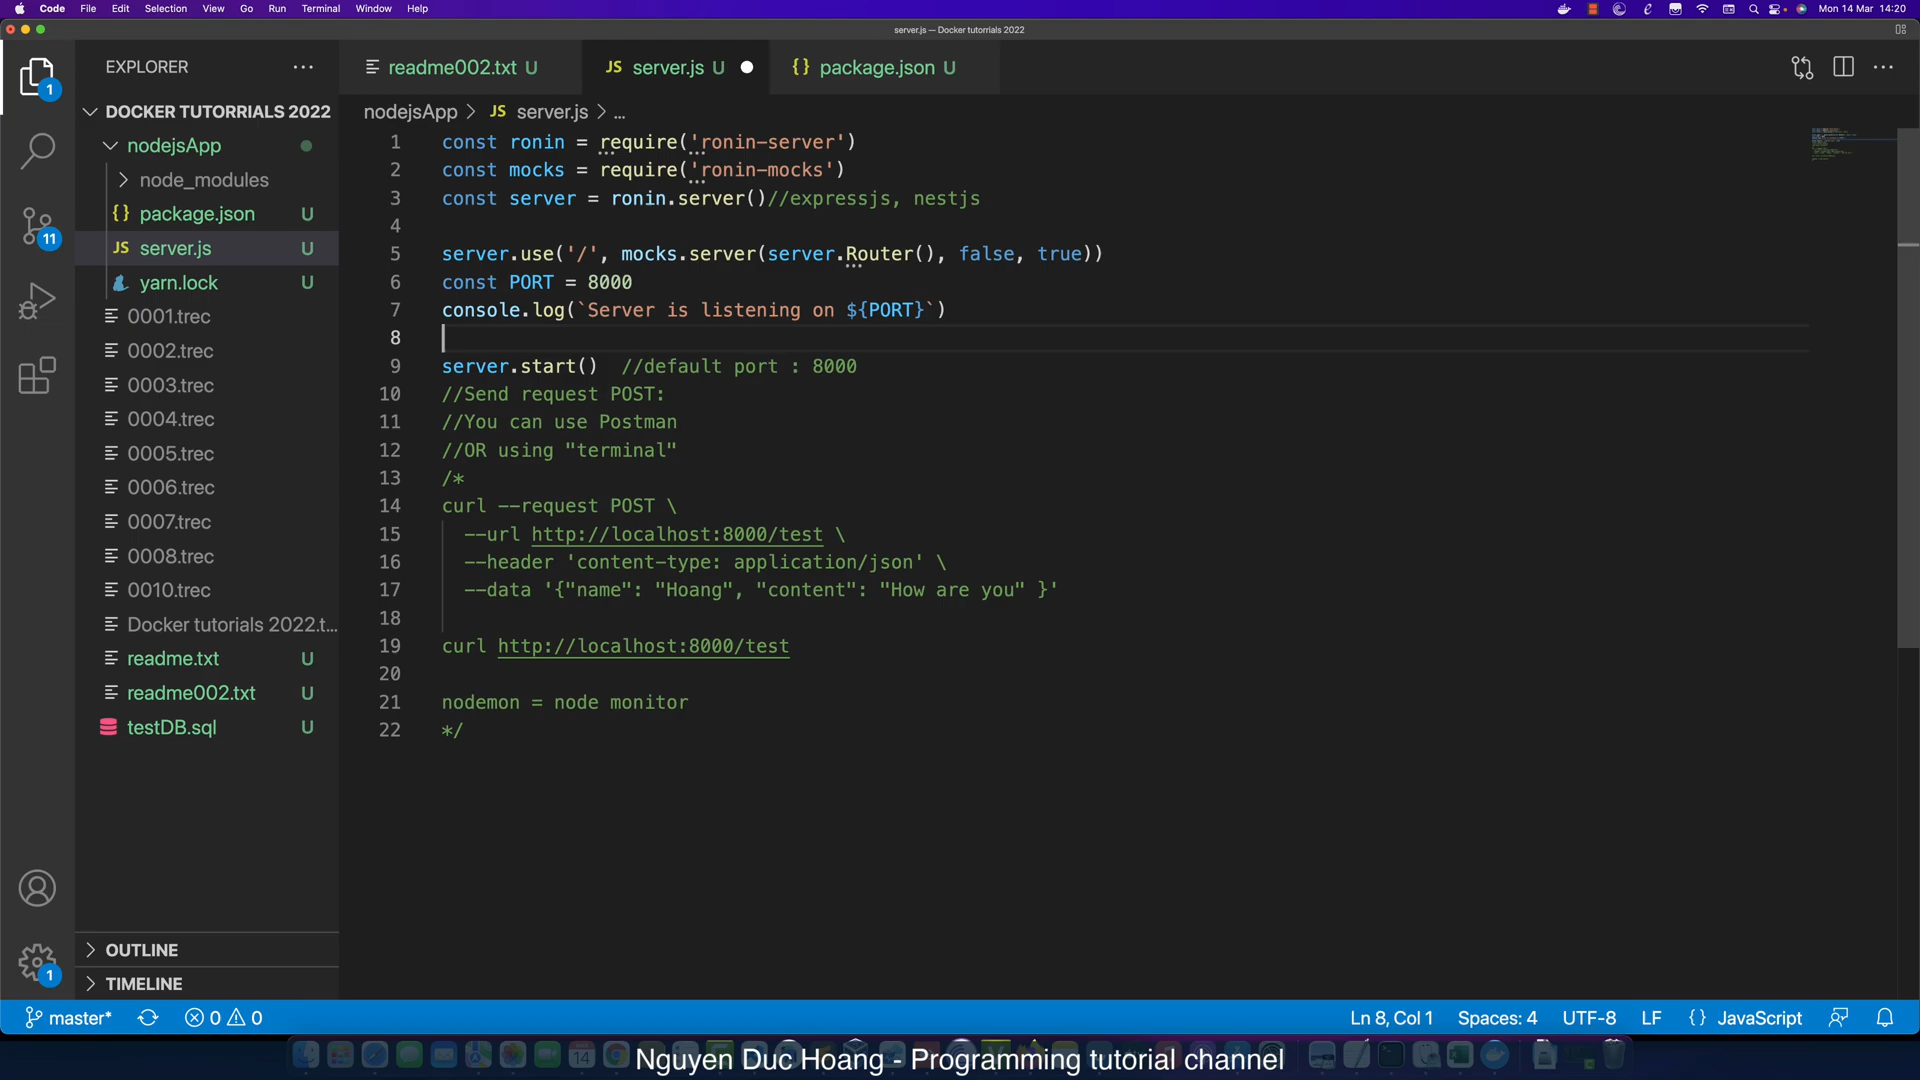 Code File Edit Selection View Go Run Terminal Window Help
Mon 14 Mar 14:20
server.js — Docker tutorrials 2022
EXPLORER
readme002.txt U
JS server.js U
{} package.json U
1
DOCKER TUTORRIALS 2022
nodejsApp
node_modules
{} package.json U
JS server.js U
yarn.lock U
0001.trec
0002.trec
0003.trec
0004.trec
0005.trec
0006.trec
0007.trec
0008.trec
0010.trec
Docker tutorials 2022.t...
readme.txt U
readme002.txt U
testDB.sql U
11
OUTLINE
TIMELINE
1
nodejsApp > JS server.js > ...
1 const ronin = require('ronin-server')
2 const mocks = require('ronin-mocks')
3 const server = ronin.server()//expressjs, nestjs
4
5 server.use('/', mocks.server(server.Router(), false, true))
6 const PORT = 8000
7 console.log(`Server is listening on ${PORT}`)
8
9 server.start()  //default port : 8000
10 //Send request POST:
11 //You can use Postman
12 //OR using "terminal"
13 /*
14 curl --request POST \
15   --url http://localhost:8000/test \
16   --header 'content-type: application/json' \
17   --data '{"name": "Hoang", "content": "How are you" }'
18
19 curl http://localhost:8000/test
20
21 nodemon = node monitor
22 */
master* 0 0
Ln 8, Col 1 Spaces: 4 UTF-8 LF {} JavaScript
14
Nguyen Duc Hoang - Programming tutorial channel